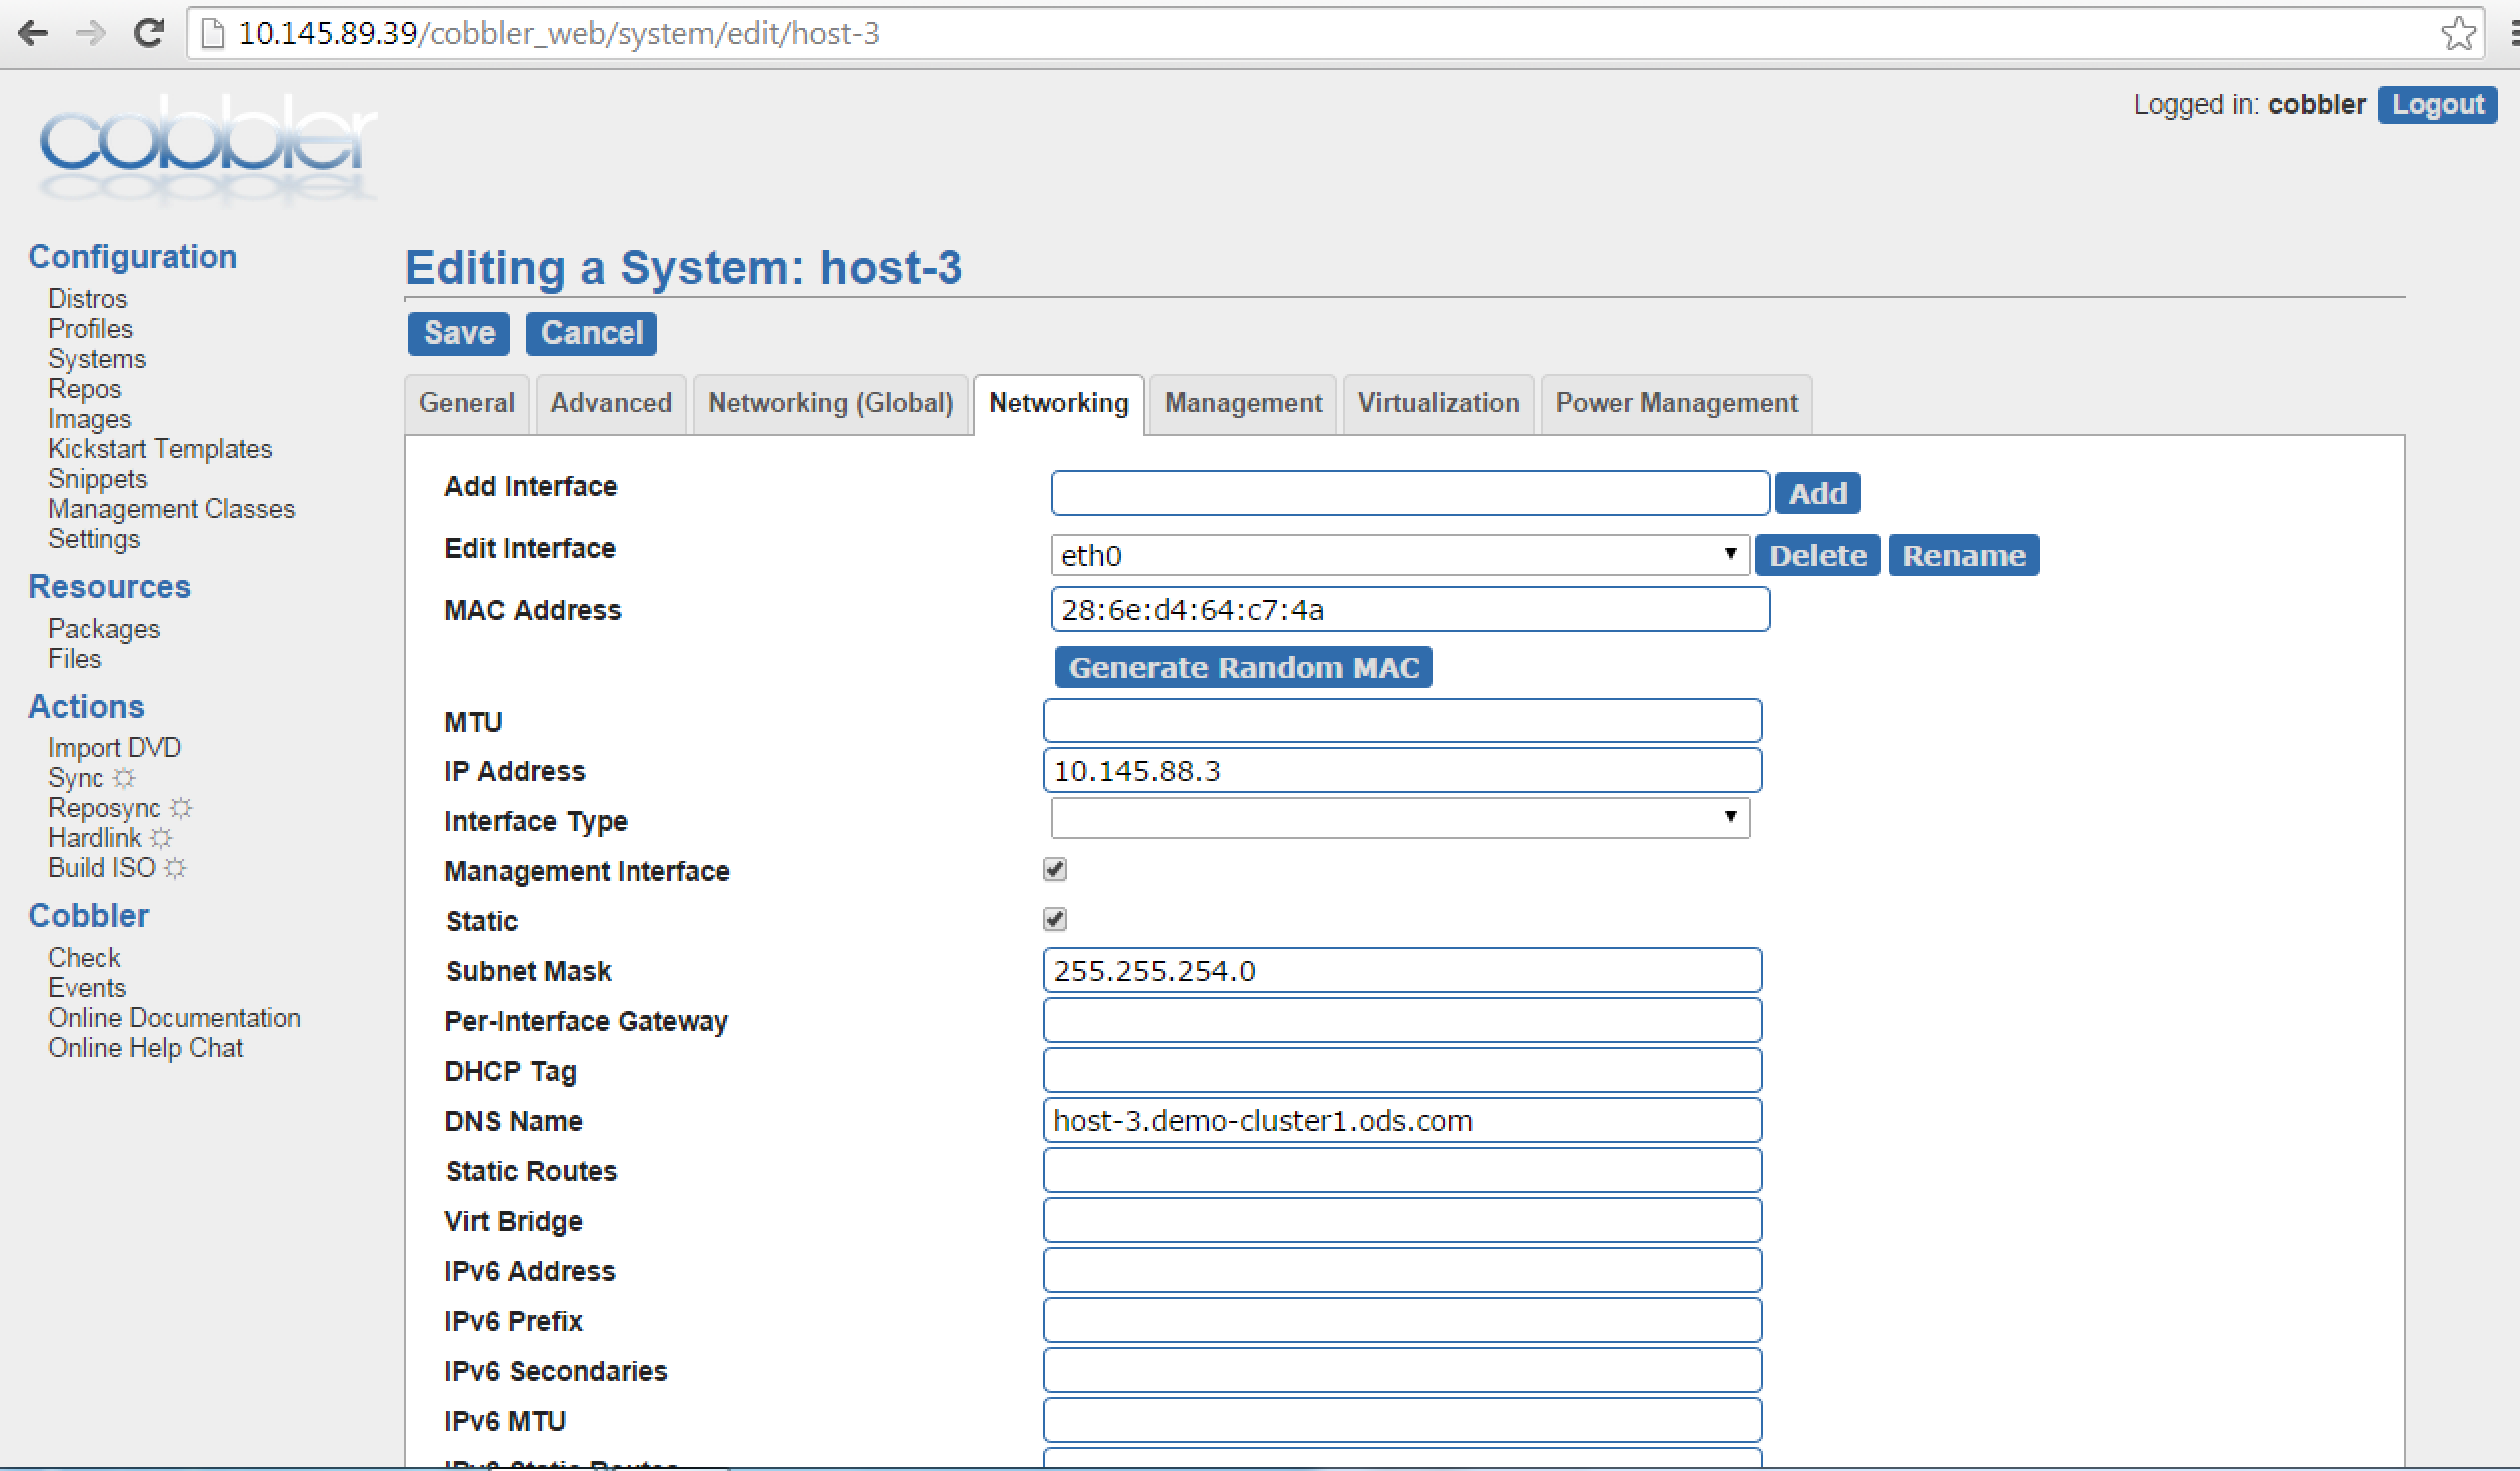 10.145.89.39/cobbler_web/system/edit/host-3
cobbler
Logged in: cobbler Logout
Configuration
Distros
Profiles
Systems
Repos
Images
Kickstart Templates
Snippets
Management Classes
Settings
Resources
Packages
Files
Actions
Import DVD
Sync
Reposync
Hardlink
Build ISO
Cobbler
Check
Events
Online Documentation
Online Help Chat
Editing a System: host-3
Save Cancel
General Advanced Networking (Global) Networking Management Virtualization Power Management
Add Interface Add
Edit Interface eth0 Delete Rename
MAC Address 28:6e:d4:64:c7:4a
Generate Random MAC
MTU
IP Address 10.145.88.3
Interface Type
Management Interface
Static
Subnet Mask 255.255.254.0
Per-Interface Gateway
DHCP Tag
DNS Name host-3.demo-cluster1.ods.com
Static Routes
Virt Bridge
IPv6 Address
IPv6 Prefix
IPv6 Secondaries
IPv6 MTU
IPv6 Static Routes